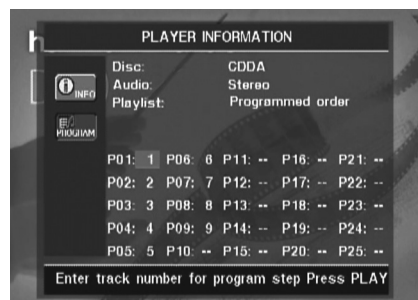 h
PLAYER INFORMATION
Disc: CDDA
Audio: Stereo
Playlist: Programmed order
INFO
PROGRAM
P01: 1 P06: 6 P11: -- P16: -- P21: --
P02: 2 P07: 7 P12: -- P17: -- P22: --
P03: 3 P08: 8 P13: -- P18: -- P23: --
P04: 4 P09: 9 P14: -- P19: -- P24: --
P05: 5 P10: -- P15: -- P20: -- P25: --
Enter track number for program step Press PLAY